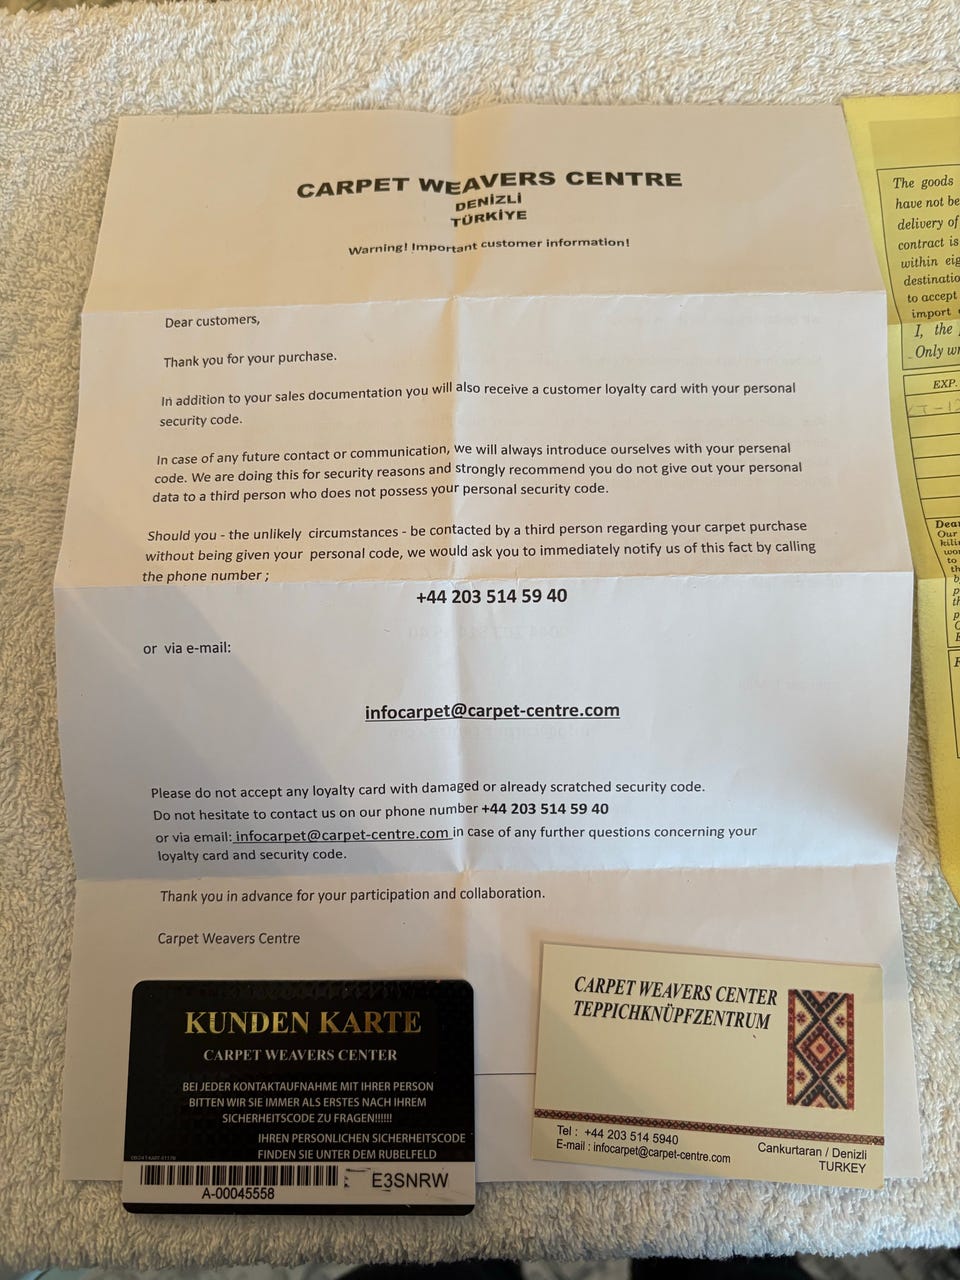 CARPET WEAVERS CENTRE
DENİZLİ
TÜRKİYE
Warning! Important customer information!
Dear customers,
Thank you for your purchase.
In addition to your sales documentation you will also receive a customer loyalty card with your personal
security code.
In case of any future contact or communication, we will always introduce ourselves with your persenal
code. We are doing this for security reasons and strongly recommend you do not give out your personal
data to a third person who does not possess your personal security code.
Should you - the unlikely circumstances - be contacted by a third person regarding your carpet purchase
without being given your personal code, we would ask you to immediately notify us of this fact by calling
the phone number ;
+44 203 514 59 40
or via e-mail:
infocarpet@carpet-centre.com
Please do not accept any loyalty card with damaged or already scratched security code.
Do not hesitate to contact us on our phone number +44 203 514 59 40
or via email: infocarpet@carpet-centre.com in case of any further questions concerning your
loyalty card and security code.
Thank you in advance for your participation and collaboration.
Carpet Weavers Centre
KUNDEN KARTE
CARPET WEAVERS CENTER
BEI JEDER KONTAKTAUFNAHME MIT IHRER PERSON
BITTEN WIR SIE IMMER ALS ERSTES NACH IHREM
SICHERHEITSCODE ZU FRAGEN!!!!!!
IHREN PERSONLICHEN SICHERHEITSCODE
FINDEN SIE UNTER DEM RUBELFELD
A-00045558
E3SNRW
CARPET WEAVERS CENTER
TEPPICHKNÜPFZENTRUM
Tel : +44 203 514 5940
E-mail : infocarpet@carpet-centre.com
Cankurtaran / Denizli
TURKEY
The goods
have not be
delivery of
contract is
within eig
destinatio
to accept
import
I, the
Only wr
EXP.
Dear
Our
kili
wor
to
th
b
P